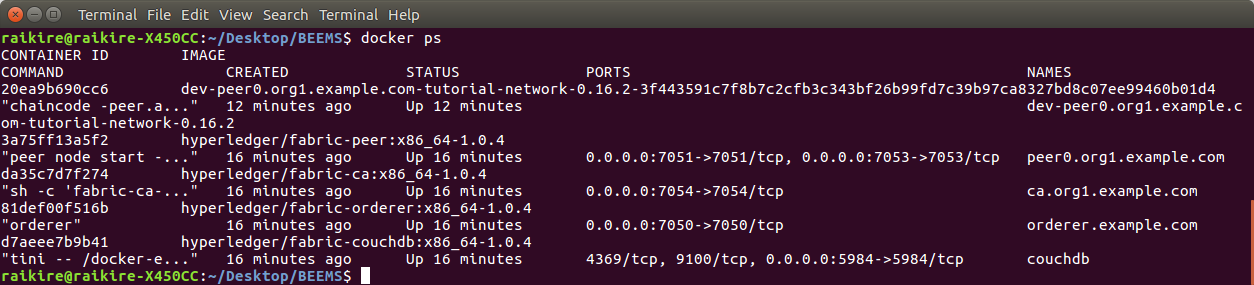 Terminal File Edit View Search Terminal Help
raikire@raikire-X450CC:~/Desktop/BEEMS$ docker ps
CONTAINER ID        IMAGE
COMMAND                  CREATED             STATUS              PORTS                                            NAMES
20ea9b690cc6        dev-peer0.org1.example.com-tutorial-network-0.16.2-3f443591c7f8b7c2cfb3c343bf26b99fd7c39b97ca8327bd8c07ee99460b01d4
"chaincode -peer.a..."   12 minutes ago      Up 12 minutes                                                        dev-peer0.org1.example.c
om-tutorial-network-0.16.2
3a75ff13a5f2        hyperledger/fabric-peer:x86_64-1.0.4
"peer node start -..."   16 minutes ago      Up 16 minutes       0.0.0.0:7051->7051/tcp, 0.0.0.0:7053->7053/tcp   peer0.org1.example.com
da35c7d7f274        hyperledger/fabric-ca:x86_64-1.0.4
"sh -c 'fabric-ca-..."   16 minutes ago      Up 16 minutes       0.0.0.0:7054->7054/tcp                           ca.org1.example.com
81def00f516b        hyperledger/fabric-orderer:x86_64-1.0.4
"orderer"                16 minutes ago      Up 16 minutes       0.0.0.0:7050->7050/tcp                           orderer.example.com
d7aeee7b9b41        hyperledger/fabric-couchdb:x86_64-1.0.4
"tini -- /docker-e..."   16 minutes ago      Up 16 minutes       4369/tcp, 9100/tcp, 0.0.0.0:5984->5984/tcp       couchdb
raikire@raikire-X450CC:~/Desktop/BEEMS$